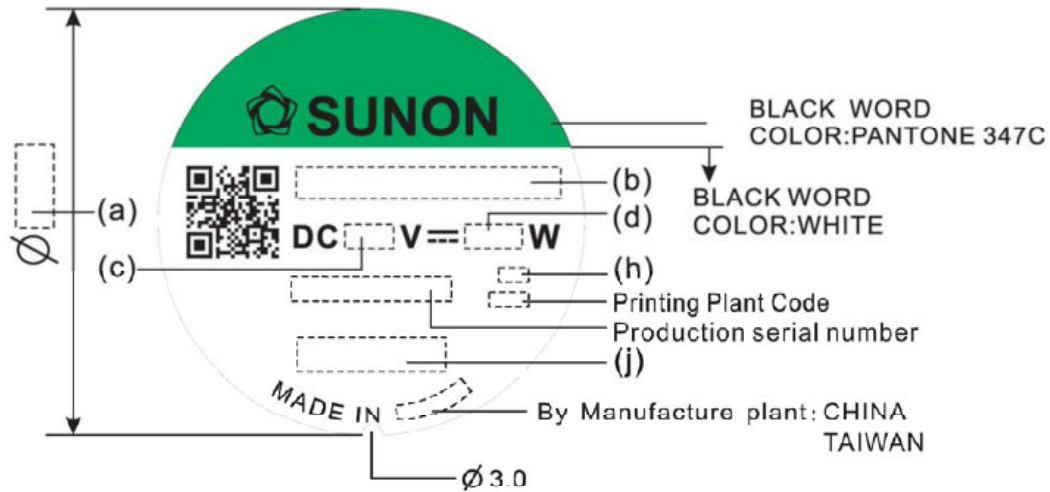 SUNON
BLACK WORD
COLOR:PANTONE 347C
(b)
BLACK WORD
COLOR:WHITE
(a)
Ø
(d)
DC V⎓ W
(c)
(h)
Printing Plant Code
Production serial number
(j)
MADE IN
By Manufacture plant: CHINA
TAIWAN
Ø 3.0